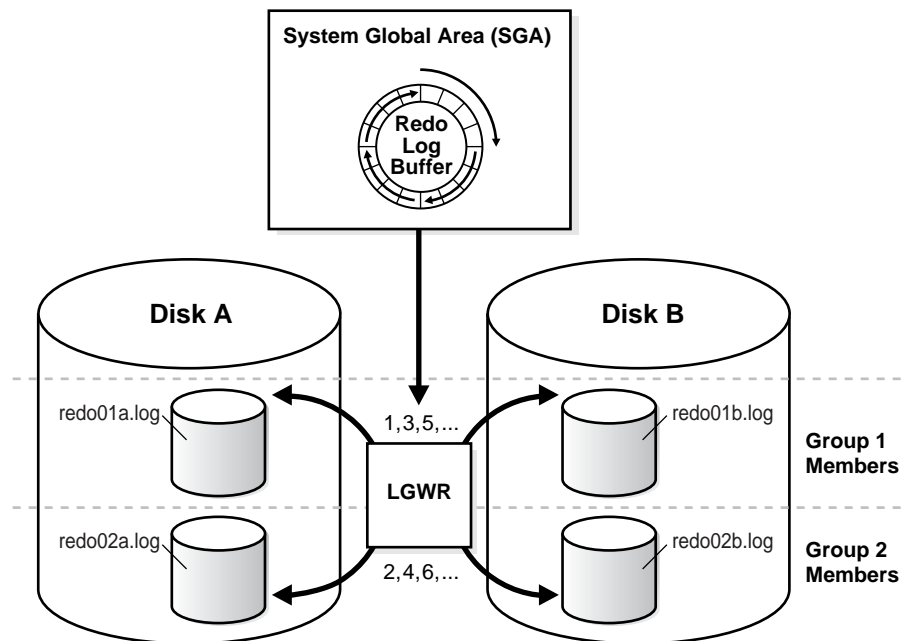 System Global Area (SGA)
Redo
Log
Buffer
Disk A
Disk B
redo01a.log
1,3,5,...
redo01b.log
Group 1
Members
LGWR
redo02a.log
2,4,6,...
redo02b.log
Group 2
Members